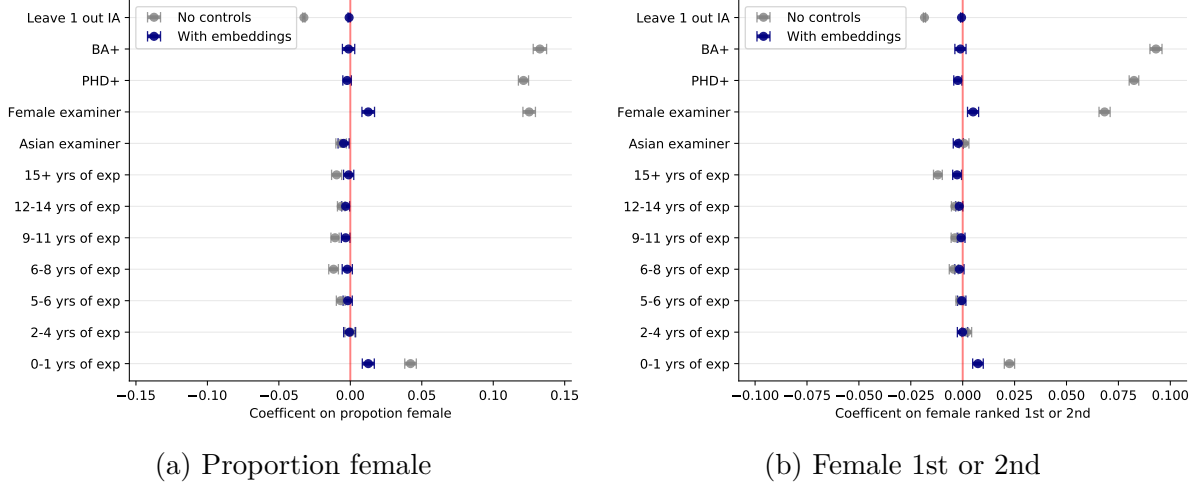 Leave 1 out IA
BA+
PHD+
Female examiner
Asian examiner
15+ yrs of exp
12-14 yrs of exp
9-11 yrs of exp
6-8 yrs of exp
5-6 yrs of exp
2-4 yrs of exp
0-1 yrs of exp
No controls
With embeddings
−0.15 −0.10 −0.05 0.00 0.05 0.10 0.15
Coefficent on propotion female
(a) Proportion female
Leave 1 out IA
BA+
PHD+
Female examiner
Asian examiner
15+ yrs of exp
12-14 yrs of exp
9-11 yrs of exp
6-8 yrs of exp
5-6 yrs of exp
2-4 yrs of exp
0-1 yrs of exp
No controls
With embeddings
−0.100 −0.075 −0.050 −0.025 0.000 0.025 0.050 0.075 0.100
Coefficent on female ranked 1st or 2nd
(b) Female 1st or 2nd